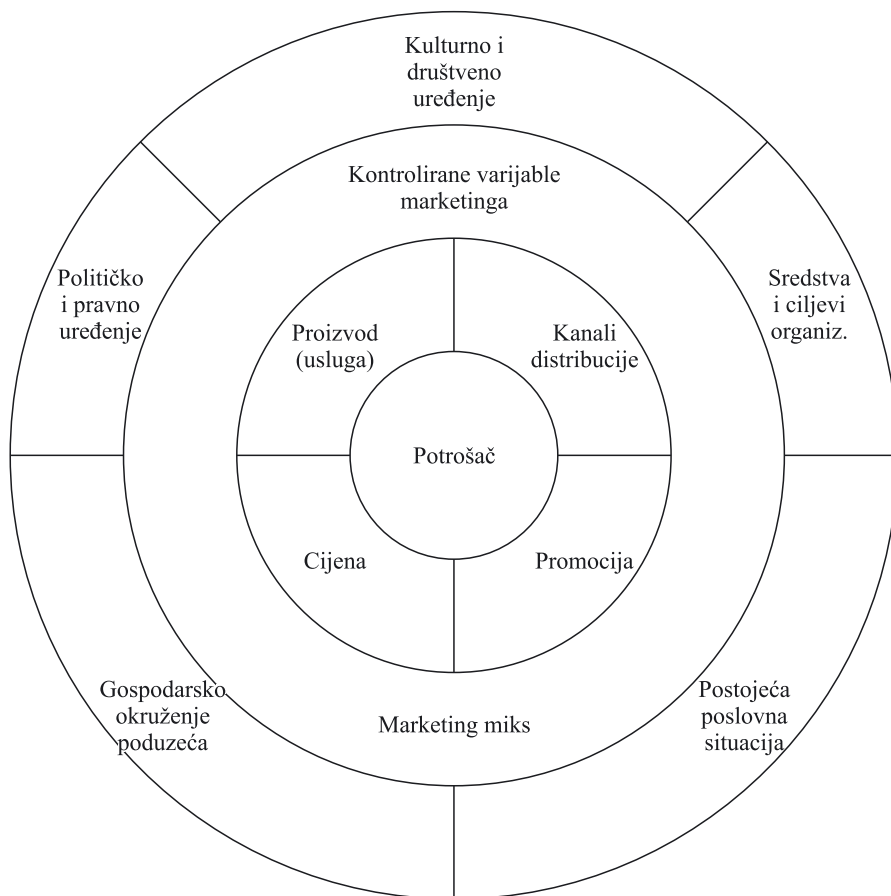 Kulturno i
društveno
uređenje
Kontrolirane varijable
marketinga
Političko
i pravno
uređenje
Sredstva
i ciljevi
organiz.
Proizvod
(usluga)
Kanali
distribucije
Potrošač
Cijena
Promocija
Gospodarsko
okruženje
poduzeća
Marketing miks
Postojeća
poslovna
situacija